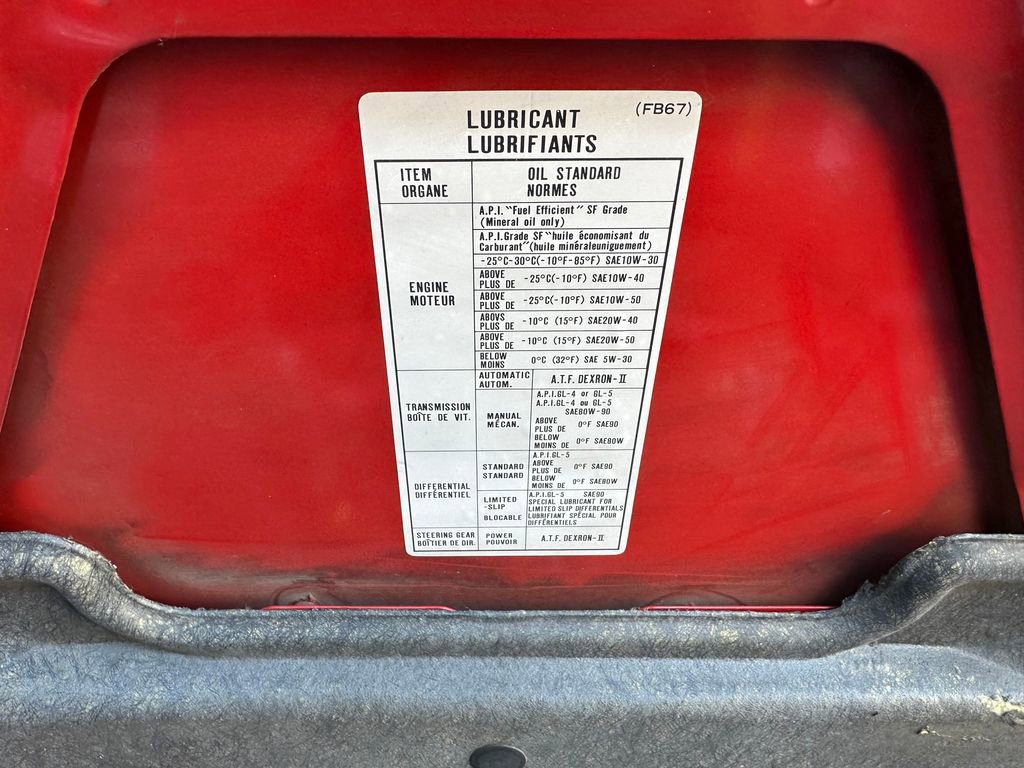 LUBRICANT (FB67)
LUBRIFIANTS
ITEM
ORGANE
OIL STANDARD
NORMES
ENGINE
MOTEUR
A.P.I. "Fuel Efficient" SF Grade
(Mineral oil only)
A.P.I.Grade SF"huile économisant du
Carburant"(huile minéraleuniguement)
-25°C-30°C(-10°F-85°F) SAE10W-30
ABOVE
PLUS DE -25°C(-10°F) SAE10W-40
ABOVE
PLUS DE -25°C(-10°F) SAE10W-50
ABOVS
PLUS DE -10°C (15°F) SAE20W-40
ABOVE
PLUS DE -10°C (15°F) SAE20W-50
BELOW
MOINS 0°C (32°F) SAE 5W-30
TRANSMISSION
BOÎTE DE VIT.
AUTOMATIC
AUTOM.
A.T.F. DEXRON-II
MANUAL
MÉCAN.
A.P.I.GL-4 or GL-5
A.P.I.GL-4 ou GL-5
SAE80W-90
ABOVE
PLUS DE 0°F SAE90
BELOW
MOINS DE 0°F SAE80W
DIFFERENTIAL
DIFFÉRENTIEL
STANDARD
STANDARD
A.P.I.GL-5
ABOVE
PLUS DE 0°F SAE90
BELOW
MOINS DE 0°F SAE80W
LIMITED
-SLIP
BLOCABLE
A.P.I.GL-5 SAE90
SPECIAL LUBRICANT FOR
LIMITED SLIP DIFFERENTIALS
LUBRIFIANT SPÉCIAL POUR
DIFFÉRENTIELS
STEERING GEAR
BOÎTIER DE DIR.
POWER
POUVOIR
A.T.F. DEXRON-II